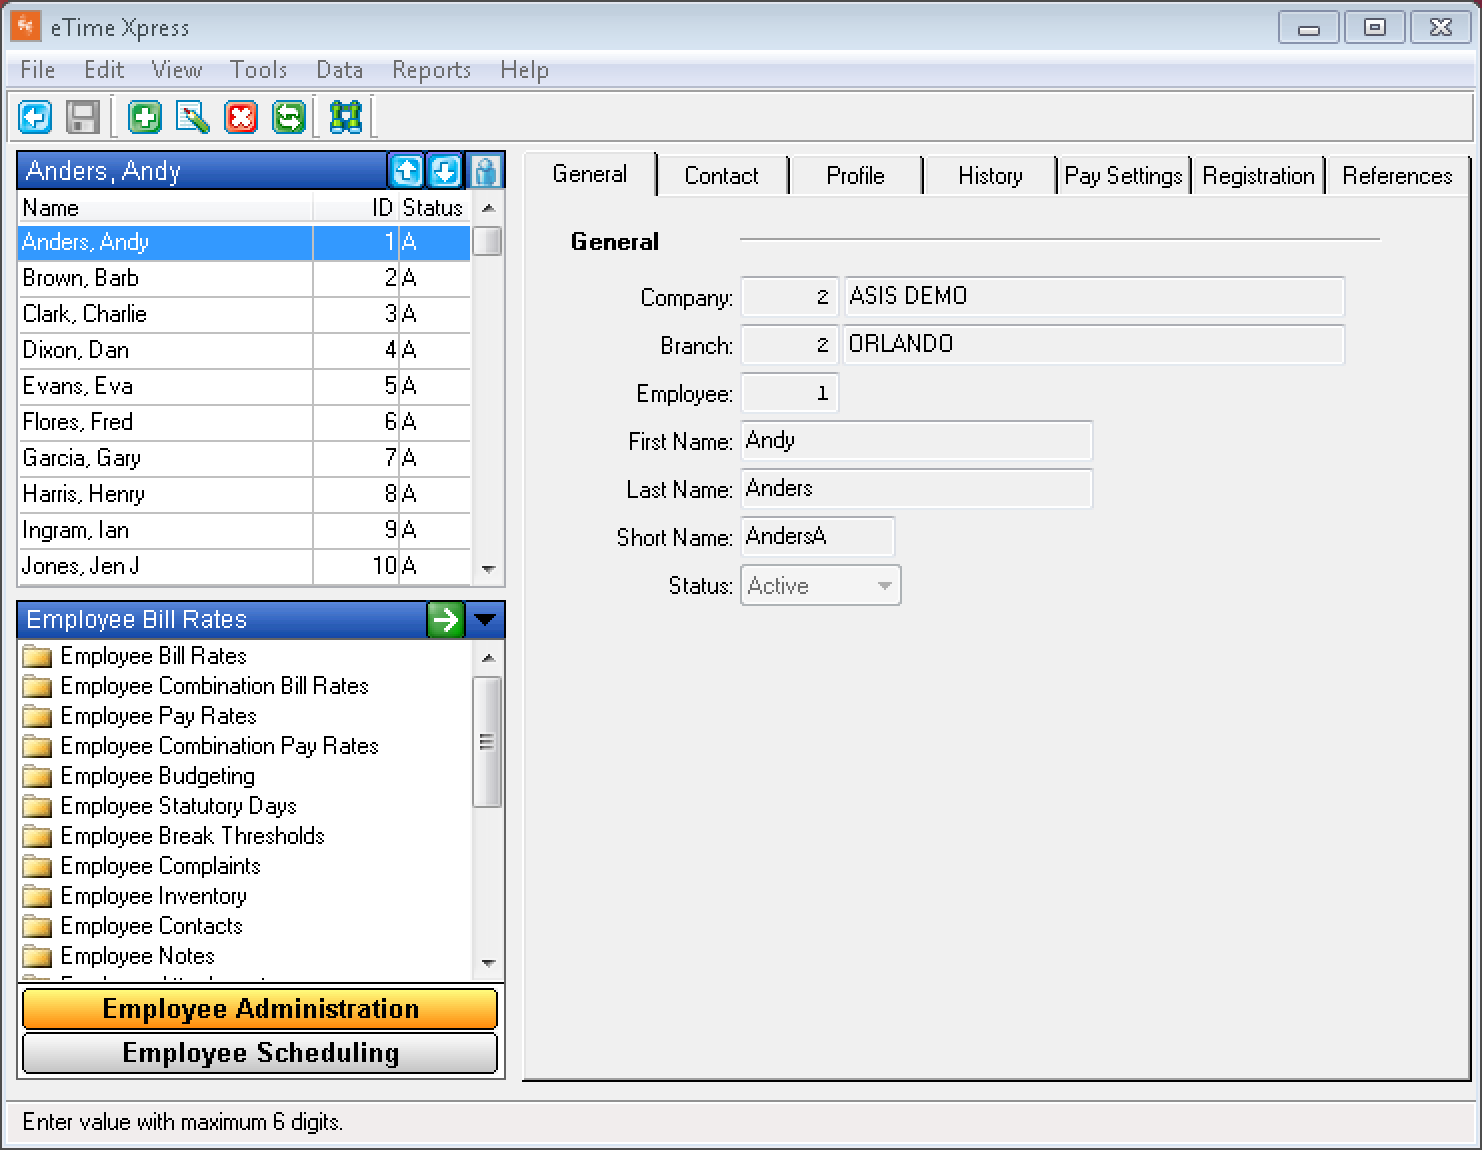 eTime Xpress
File Edit View Tools Data Reports Help
Anders, Andy
Name ID Status
Anders, Andy 1 A
Brown, Barb 2 A
Clark, Charlie 3 A
Dixon, Dan 4 A
Evans, Eva 5 A
Flores, Fred 6 A
Garcia, Gary 7 A
Harris, Henry 8 A
Ingram, Ian 9 A
Jones, Jen J 10 A
Employee Bill Rates
Employee Bill Rates
Employee Combination Bill Rates
Employee Pay Rates
Employee Combination Pay Rates
Employee Budgeting
Employee Statutory Days
Employee Break Thresholds
Employee Complaints
Employee Inventory
Employee Contacts
Employee Notes
Employee Administration
Employee Scheduling
General Contact Profile History Pay Settings Registration References
General
Company: 2 ASIS DEMO
Branch: 2 ORLANDO
Employee: 1
First Name: Andy
Last Name: Anders
Short Name: AndersA
Status: Active
Enter value with maximum 6 digits.